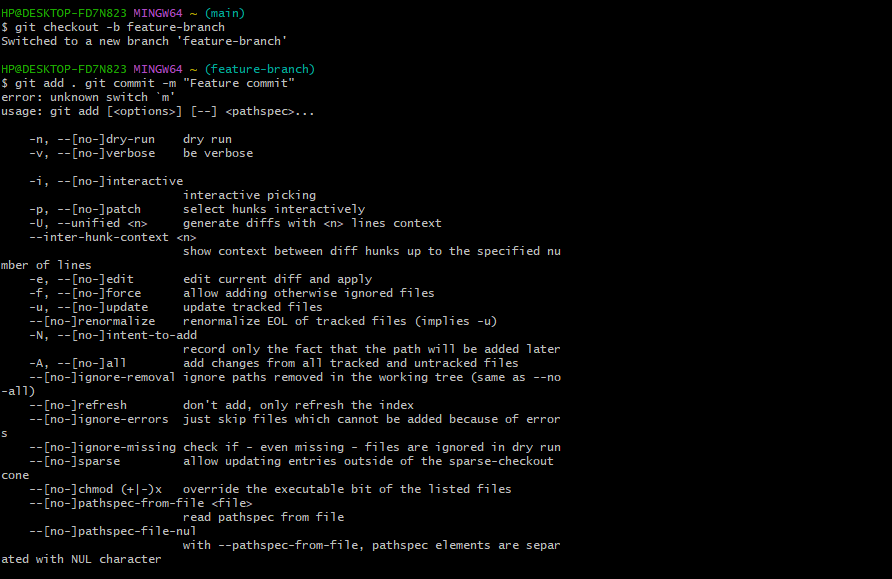 HP@DESKTOP-FD7N823 MINGW64 ~ (main)
$ git checkout -b feature-branch
Switched to a new branch 'feature-branch'

HP@DESKTOP-FD7N823 MINGW64 ~ (feature-branch)
$ git add . git commit -m "Feature commit"
error: unknown switch `m'
usage: git add [<options>] [--] <pathspec>...

    -n, --[no-]dry-run    dry run
    -v, --[no-]verbose    be verbose

    -i, --[no-]interactive
                          interactive picking
    -p, --[no-]patch      select hunks interactively
    -U, --unified <n>     generate diffs with <n> lines context
    --inter-hunk-context <n>
                          show context between diff hunks up to the specified nu
mber of lines
    -e, --[no-]edit       edit current diff and apply
    -f, --[no-]force      allow adding otherwise ignored files
    -u, --[no-]update     update tracked files
    --[no-]renormalize    renormalize EOL of tracked files (implies -u)
    -N, --[no-]intent-to-add
                          record only the fact that the path will be added later
    -A, --[no-]all        add changes from all tracked and untracked files
    --[no-]ignore-removal ignore paths removed in the working tree (same as --no
-all)
    --[no-]refresh        don't add, only refresh the index
    --[no-]ignore-errors  just skip files which cannot be added because of error
s
    --[no-]ignore-missing check if - even missing - files are ignored in dry run
    --[no-]sparse         allow updating entries outside of the sparse-checkout
cone
    --[no-]chmod (+|-)x   override the executable bit of the listed files
    --[no-]pathspec-from-file <file>
                          read pathspec from file
    --[no-]pathspec-file-nul
                          with --pathspec-from-file, pathspec elements are separ
ated with NUL character